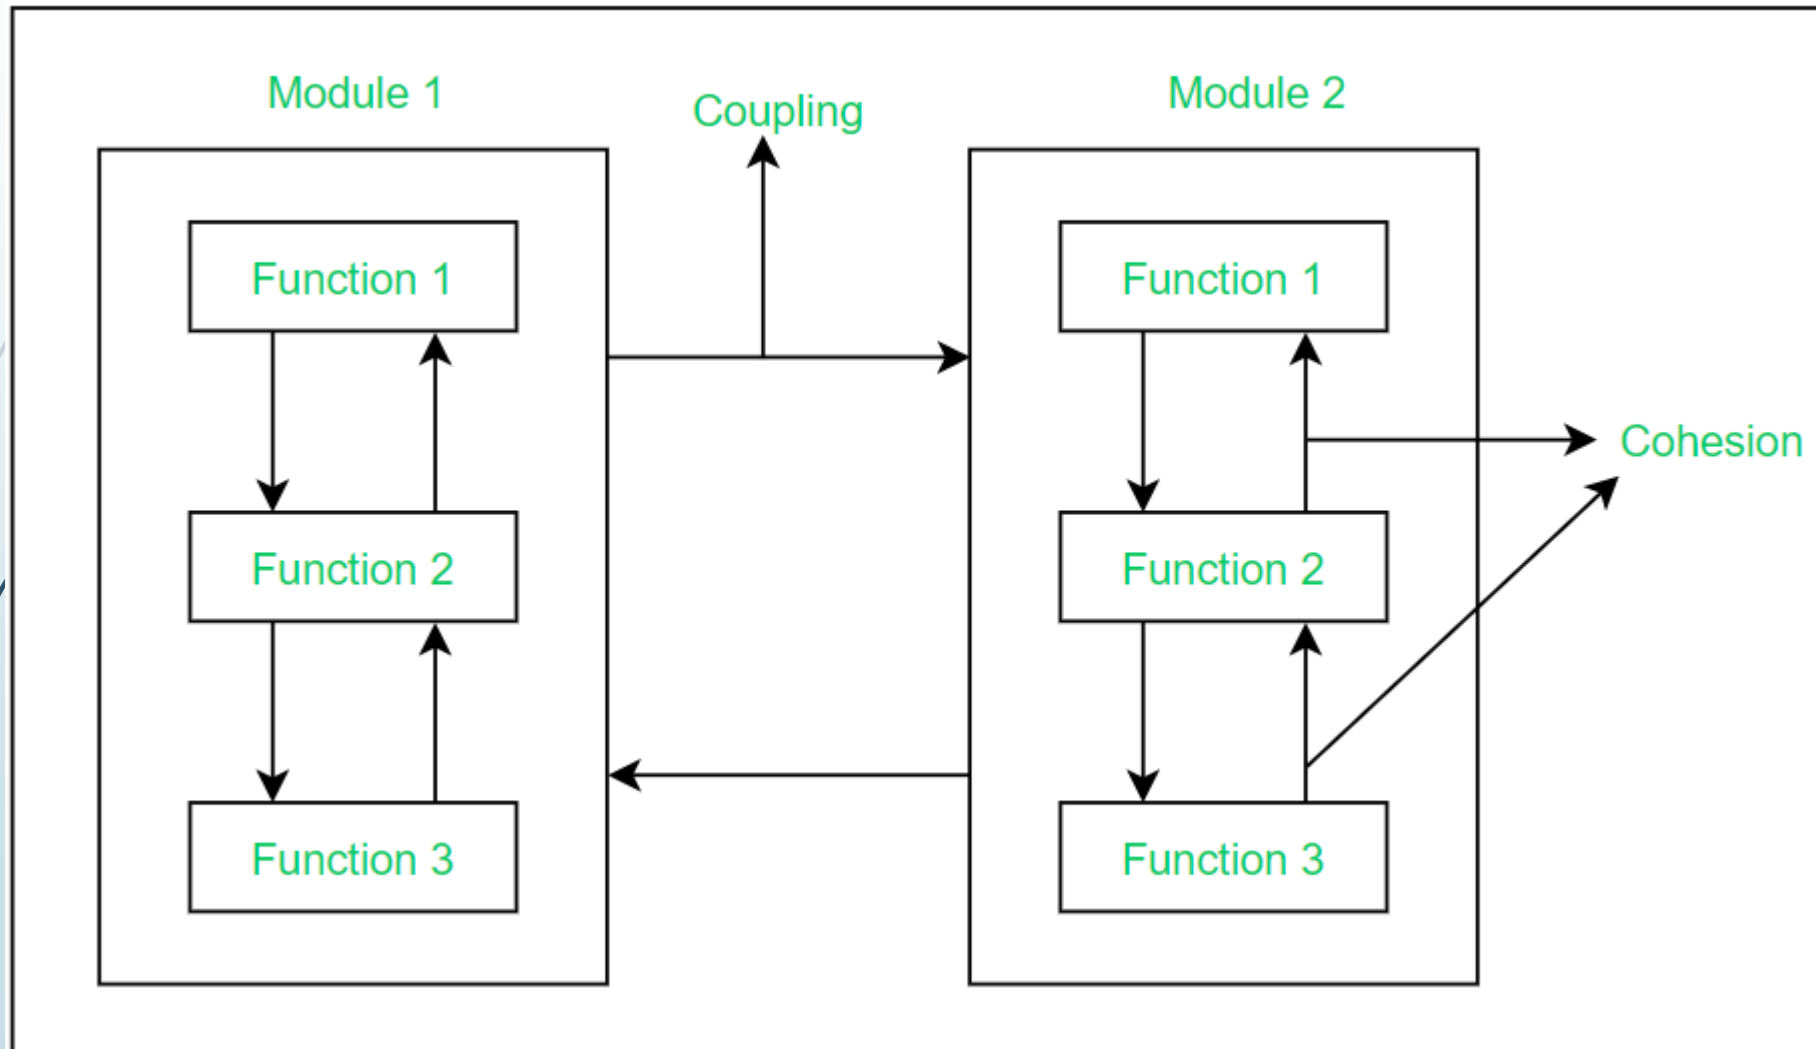 Module 1
Coupling
Module 2
Function 1
Function 1
Cohesion
Function 2
Function 2
Function 3
Function 3